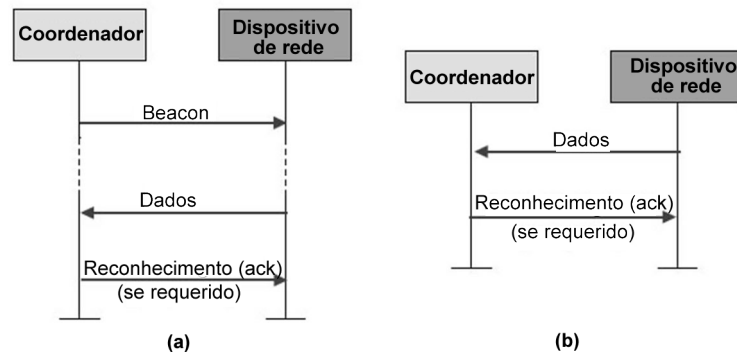 Coordenador
Dispositivo
de rede
Beacon
Dados
Reconhecimento (ack)
(se requerido)
(a)
Coordenador
Dispositivo
de rede
Dados
Reconhecimento (ack)
(se requerido)
(b)